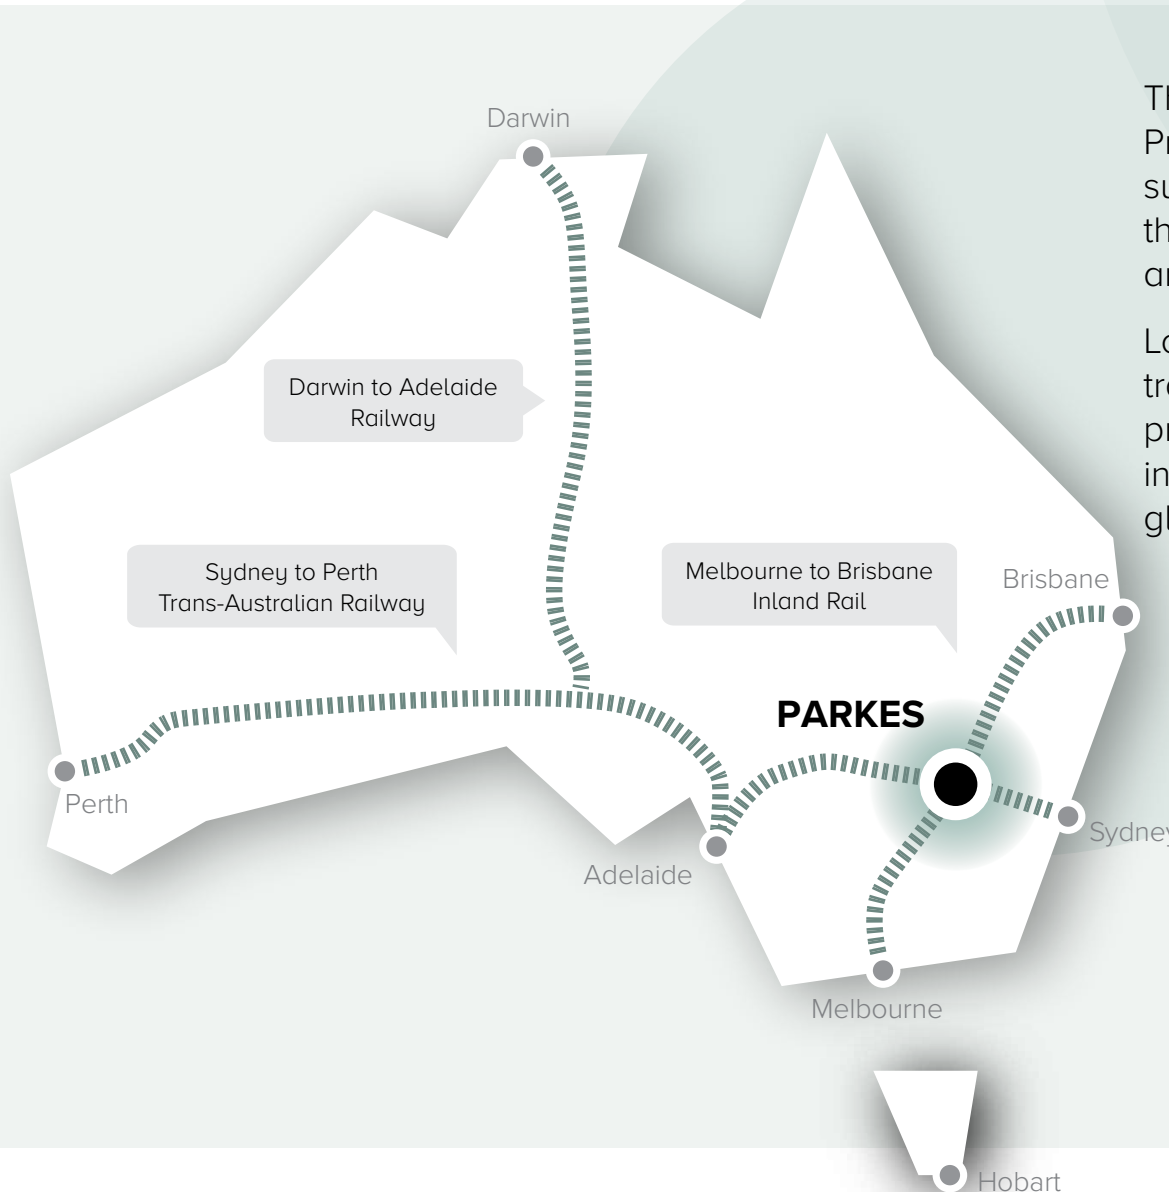 Darwin
Darwin to Adelaide
Railway
Sydney to Perth
Trans-Australian Railway
Melbourne to Brisbane
Inland Rail
Brisbane
PARKES
Perth
Sydney
Adelaide
Melbourne
Hobart